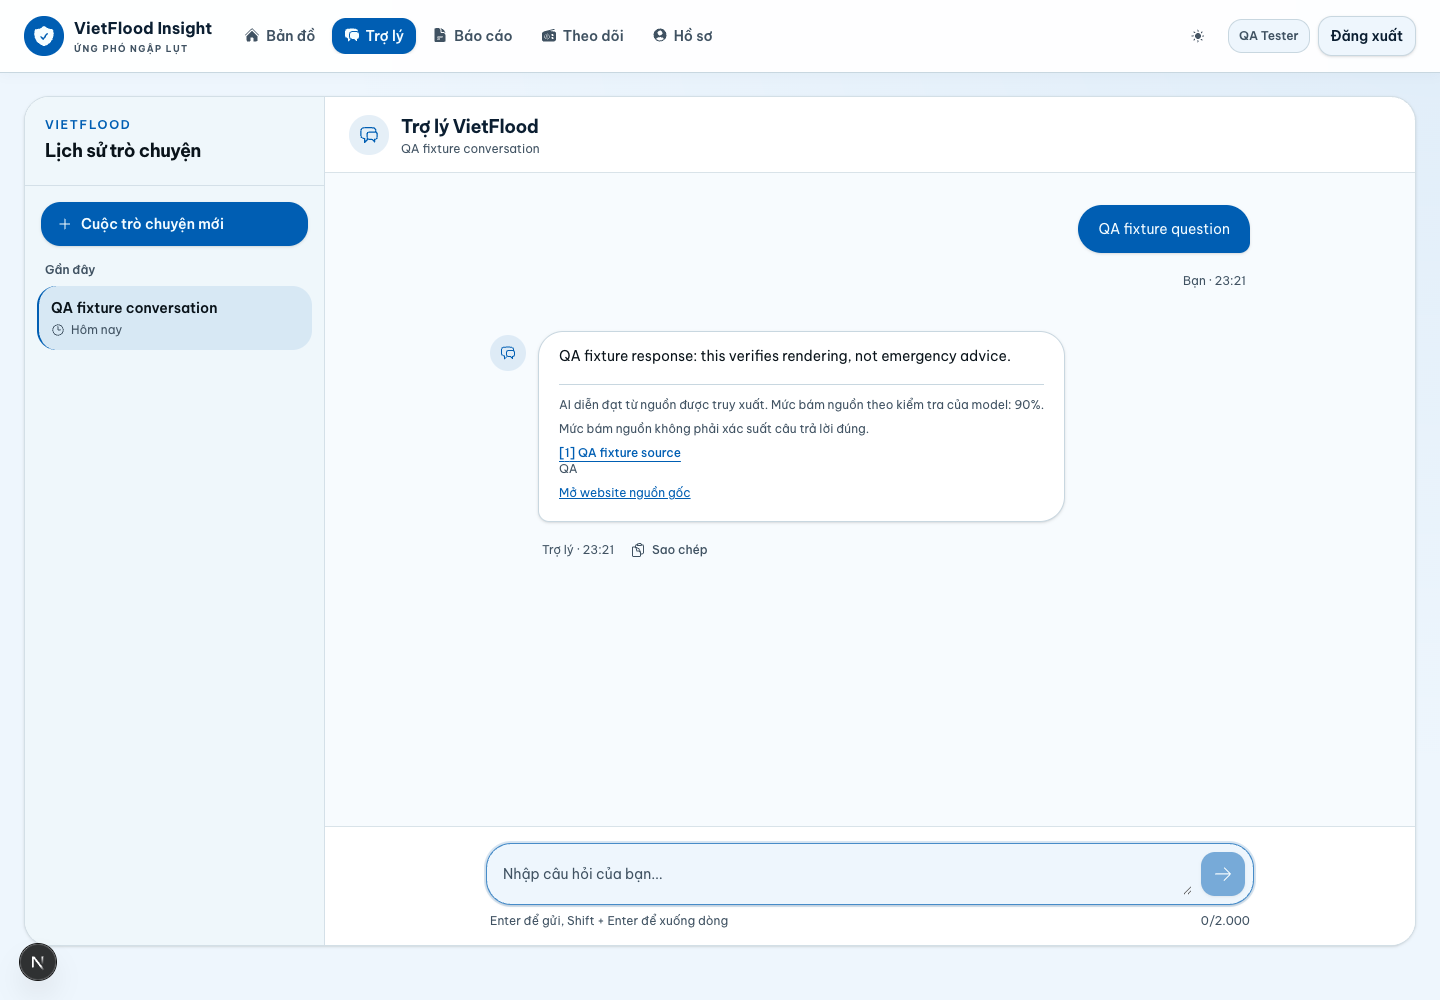 VietFlood Insight
ỨNG PHÓ NGẬP LỤT
Bản đồ
Trợ lý
Báo cáo
Theo dõi
Hồ sơ
QA Tester
Đăng xuất
VIETFLOOD
Lịch sử trò chuyện
Cuộc trò chuyện mới
Gần đây
QA fixture conversation
Hôm nay
Trợ lý VietFlood
QA fixture conversation
QA fixture question
Bạn · 23:21
QA fixture response: this verifies rendering, not emergency advice.
AI diễn đạt từ nguồn được truy xuất. Mức bám nguồn theo kiểm tra của model: 90%.
Mức bám nguồn không phải xác suất câu trả lời đúng.
[1] QA fixture source
QA
Mở website nguồn gốc
Trợ lý · 23:21
Sao chép
Nhập câu hỏi của bạn...
Enter để gửi, Shift + Enter để xuống dòng
0/2.000
N